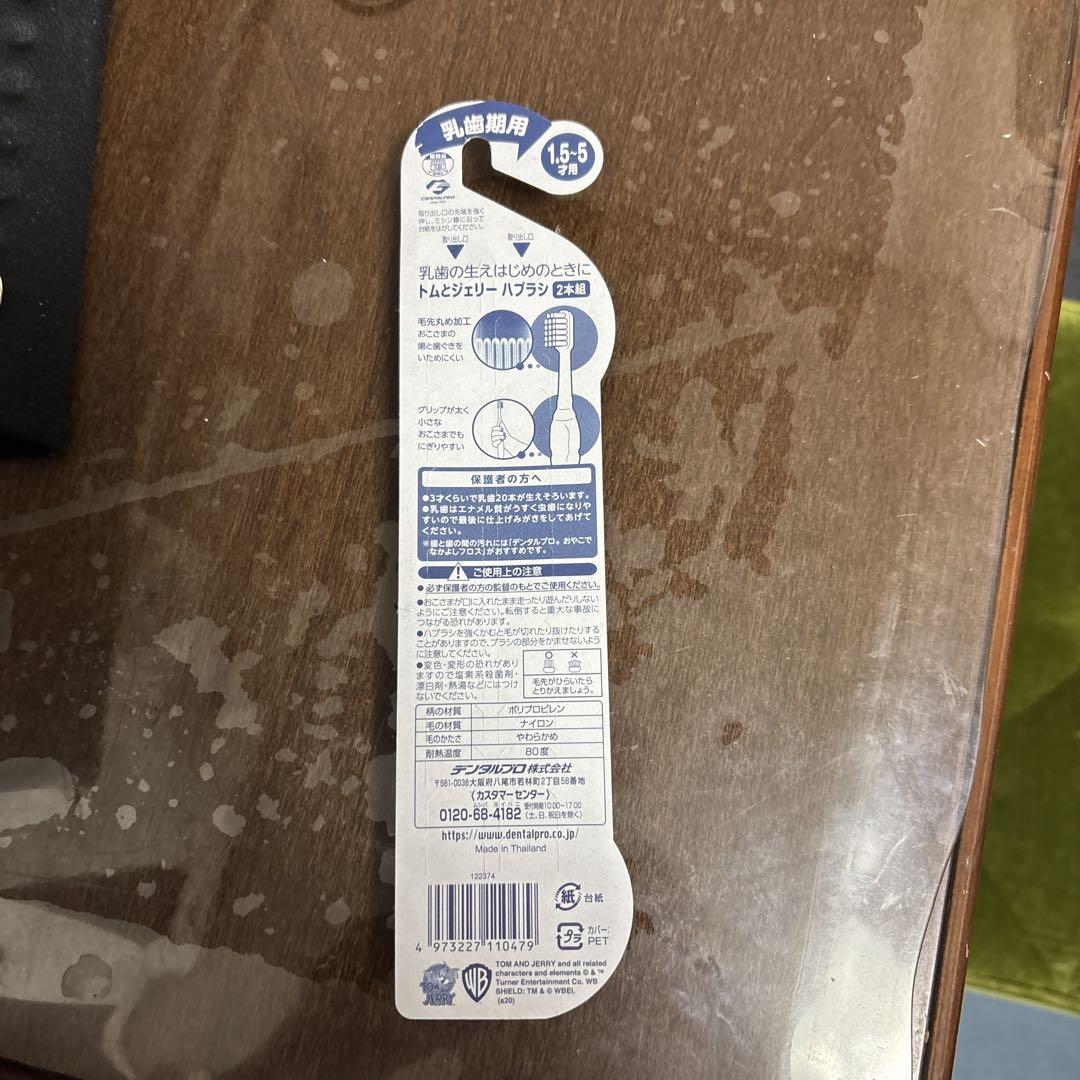 乳歯期用
1.5~5
才用
DENTALPRO
取り出し口の先端を強く
押し、ミシン線に沿って
台紙をはがしてください。
取り出し口 取り出し口
乳歯の生えはじめのときに
トムとジェリー ハブラシ 2本組
毛先丸め加工
おこさまの
歯と歯ぐきを
いためにくい
グリップが太く
小さな
おこさまでも
にぎりやすい
保護者の方へ
●3才くらいで乳歯20本が生えそろいます。
●乳歯はエナメル質がうすく虫歯になりや
すいので最後に仕上げみがきをしてあげて
ください。
※歯と歯の間の汚れには「デンタルプロ® おやこで
なかよしフロス」がおすすめです。
ご使用上の注意
●必ず保護者の方の監督のもとでご使用ください。
●おこさまが口に入れたまま走ったり遊んだりしない
ようにご注意ください。転倒すると重大な事故に
つながる恐れがあります。
●ハブラシを強くかむと毛が切れたり抜けたりする
ことがありますので、ブラシの部分をかませないよう
に注意してください。
●変色・変形の恐れがあり
ますので塩素系殺菌剤・
漂白剤・熱湯などにはつけ
ないでください。
○ ×
毛先がひらいたら
とりかえましょう。
柄の材質 ポリプロピレン
毛の材質 ナイロン
毛のかたさ やわらかめ
耐熱温度 80度
デンタルプロ株式会社
〒581-0038大阪府八尾市若林町2丁目58番地
〈カスタマーセンター〉
ムシバ ヨイハニ
0120-68-4182 受付時間10:00~17:00
(土、日、祝日を除く)
https://www.dentalpro.co.jp/
Made in Thailand
122374
4 973227 110479
紙 台紙
プラ カバー:
PET
TOM AND JERRY
WB
TOM AND JERRY and all related
characters and elements © & ™
Turner Entertainment Co. WB
SHIELD: TM & © WBEI.
(s20)